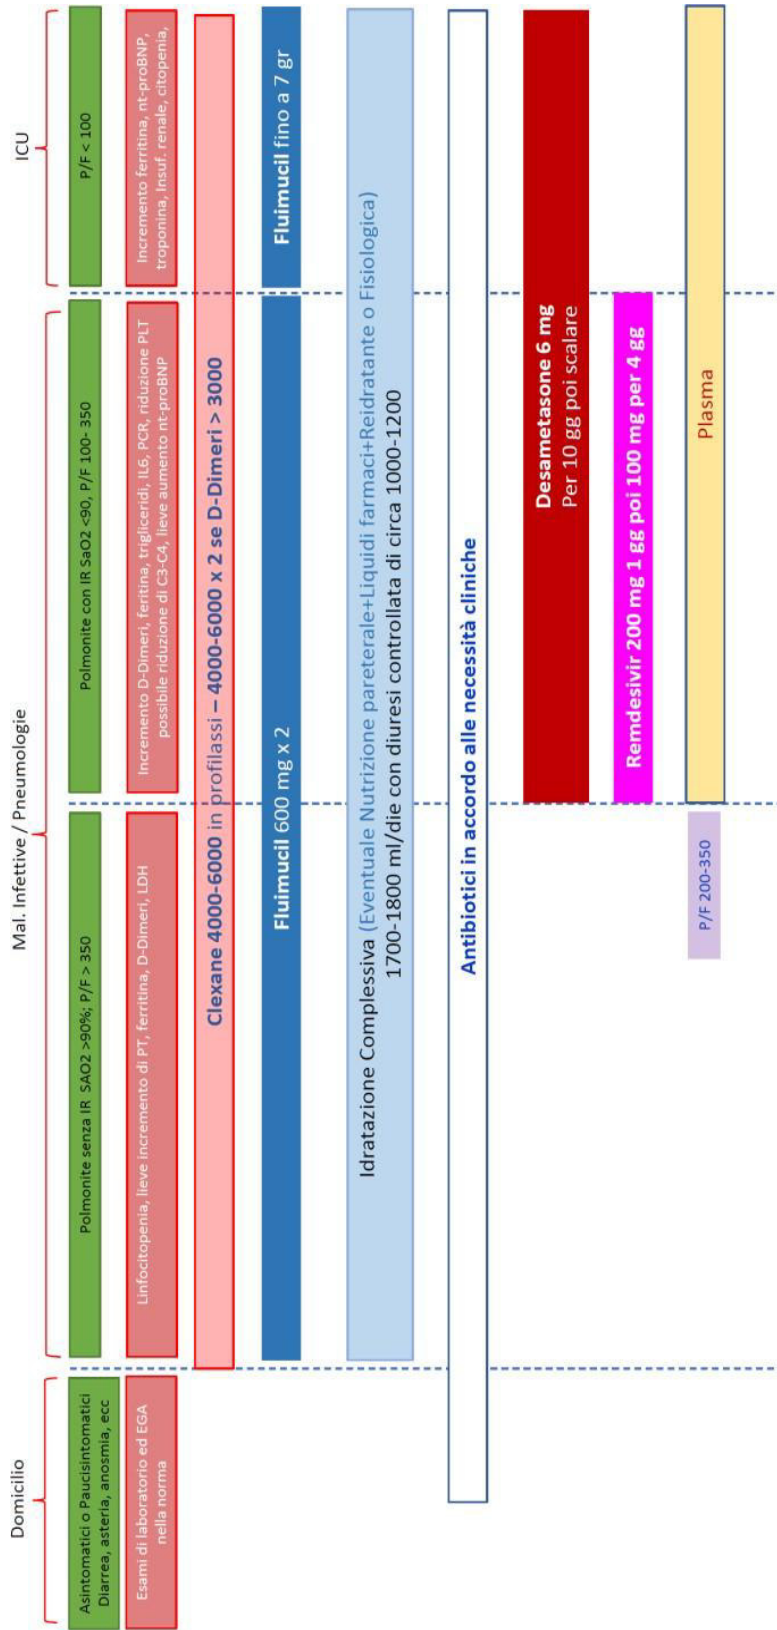 Domicilio
Mal. Infettive / Pneumologie
ICU
Asintomatici o Paucisintomatici
Diarrea, asteria, anosmia, ecc
Polmonite senza IR SAO2 >90%; P/F > 350
Polmonite con IR SaO2 <90, P/F 100- 350
P/F < 100
Esami di laboratorio ed EGA
nella norma
Linfocitopenia, lieve incremento di PT, ferritina, D-Dimeri, LDH
Incremento D-Dimeri, feritina, trigliceridi, IL6, PCR, riduzione PLT
possibile riduzione di C3-C4, lieve aumento nt-proBNP
Incremento ferritina, nt-proBNP,
troponina, Insuf. renale, citopenia,
Clexane 4000-6000 in profilassi – 4000-6000 x 2 se D-Dimeri > 3000
Fluimucil 600 mg x 2
Fluimucil fino a 7 gr
Idratazione Complessiva (Eventuale Nutrizione pareterale+Liquidi farmaci+Reidratante o Fisiologica)
1700-1800 ml/die con diuresi controllata di circa 1000-1200
Antibiotici in accordo alle necessità cliniche
Desametasone 6 mg
Per 10 gg poi scalare
Remdesivir 200 mg 1 gg poi 100 mg per 4 gg
P/F 200-350
Plasma